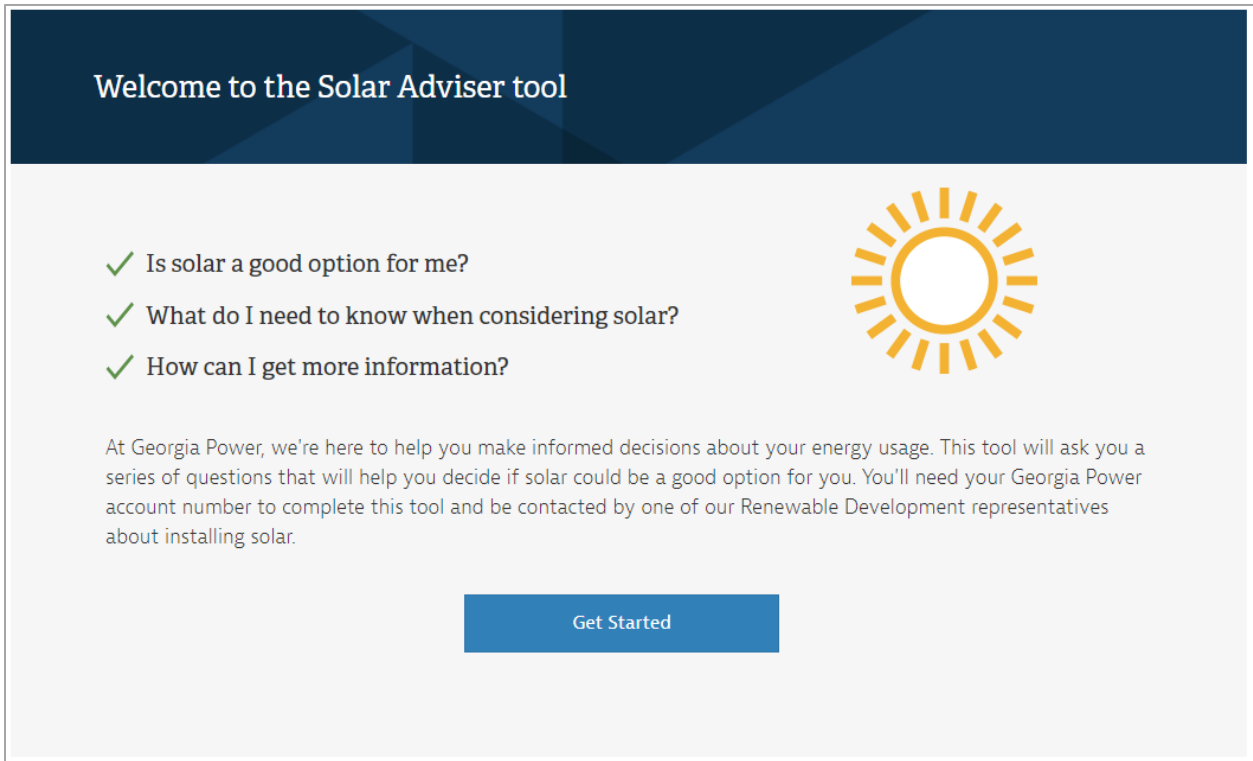 Welcome to the Solar Adviser tool
Is solar a good option for me?
What do I need to know when considering solar?
How can I get more information?
At Georgia Power, we're here to help you make informed decisions about your energy usage. This tool will ask you a
series of questions that will help you decide if solar could be a good option for you. You'll need your Georgia Power
account number to complete this tool and be contacted by one of our Renewable Development representatives
about installing solar.
Get Started